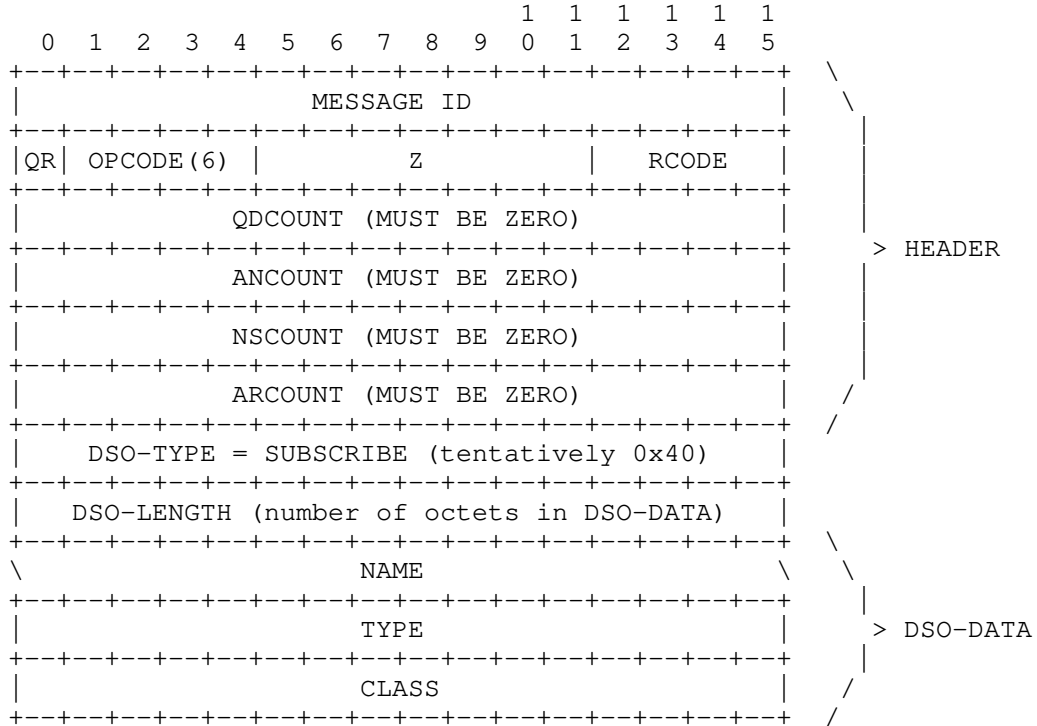 1  1  1  1  1  1
   0  1  2  3  4  5  6  7  8  9  0  1  2  3  4  5
+--+--+--+--+--+--+--+--+--+--+--+--+--+--+--+--+  \
|                  MESSAGE ID                   |   \
+--+--+--+--+--+--+--+--+--+--+--+--+--+--+--+--+    |
|QR| OPCODE(6) |         Z          |   RCODE   |    |
+--+--+--+--+--+--+--+--+--+--+--+--+--+--+--+--+    |
|             QDCOUNT (MUST BE ZERO)            |    |
+--+--+--+--+--+--+--+--+--+--+--+--+--+--+--+--+     > HEADER
|             ANCOUNT (MUST BE ZERO)            |    |
+--+--+--+--+--+--+--+--+--+--+--+--+--+--+--+--+    |
|             NSCOUNT (MUST BE ZERO)            |    |
+--+--+--+--+--+--+--+--+--+--+--+--+--+--+--+--+    |
|             ARCOUNT (MUST BE ZERO)            |   /
+--+--+--+--+--+--+--+--+--+--+--+--+--+--+--+--+  /
|    DSO-TYPE = SUBSCRIBE (tentatively 0x40)    |
+--+--+--+--+--+--+--+--+--+--+--+--+--+--+--+--+
|   DSO-LENGTH (number of octets in DSO-DATA)   |
+--+--+--+--+--+--+--+--+--+--+--+--+--+--+--+--+  \
\                     NAME                      \   \
+--+--+--+--+--+--+--+--+--+--+--+--+--+--+--+--+    |
|                     TYPE                      |     > DSO-DATA
+--+--+--+--+--+--+--+--+--+--+--+--+--+--+--+--+    |
|                     CLASS                     |   /
+--+--+--+--+--+--+--+--+--+--+--+--+--+--+--+--+  /